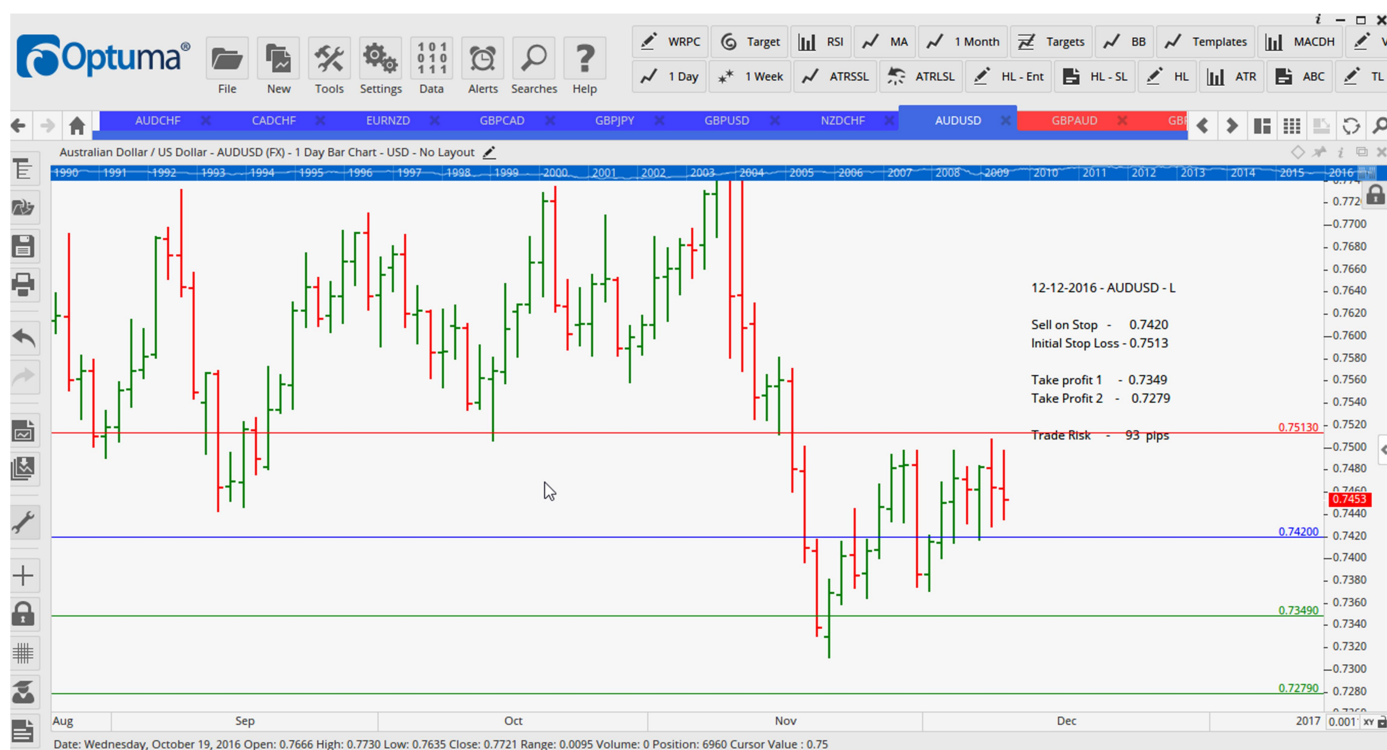 Optuma®
File New Tools Settings Data Alerts Searches Help
101
010
111
WRPC Target RSI MA 1 Month Targets BB Templates MACDH
1 Day 1 Week ATRSSL ATRLSL HL - Ent HL - SL HL ATR ABC TL
AUDCHF CADCHF EURNZD GBPCAD GBPJPY GBPUSD NZDCHF AUDUSD GBPAUD
Australian Dollar / US Dollar - AUDUSD (FX) - 1 Day Bar Chart - USD - No Layout
1990 1991 1992 1993 1994 1995 1996 1997 1998 1999 2000 2001 2002 2003 2004 2005 2006 2007 2008 2009 2010 2011 2012 2013 2014 2015 2016
0.7720
0.7700
0.7680
0.7660
12-12-2016 - AUDUSD - L
0.7640
0.7620
Sell on Stop - 0.7420
0.7600
Initial Stop Loss - 0.7513
0.7580
Take profit 1 - 0.7349
0.7560
Take Profit 2 - 0.7279
0.7540
0.75130 0.7520
Trade Risk - 93 pips
0.7500
0.7480
0.7460
0.7453
0.7440
0.74200 0.7420
0.7400
0.7380
0.7360
0.73490
0.7340
0.7320
0.7300
0.72790 0.7280
Aug Sep Oct Nov Dec 2017 0.001 XY
Date: Wednesday, October 19, 2016 Open: 0.7666 High: 0.7730 Low: 0.7635 Close: 0.7721 Range: 0.0095 Volume: 0 Position: 6960 Cursor Value : 0.75